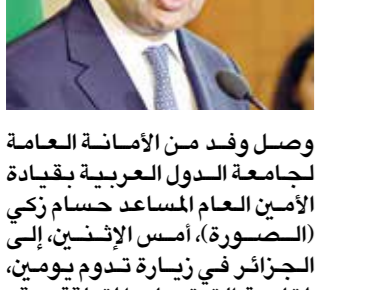 وصل وفد من الأمانة العامة
لجامعة الدول العربية بقيادة
الأمين العام المساعد حسام زكي
(الصورة)، أمس الإثنين، إلى
الجزائر في زيارة تدوم يومين،